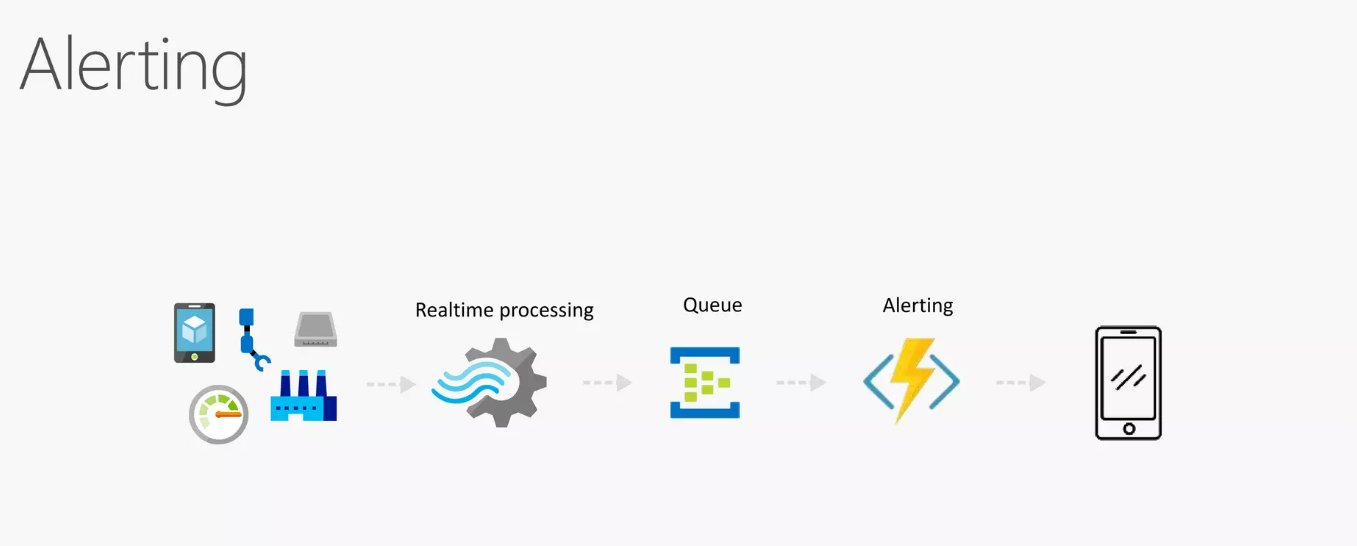 Alerting
Realtime processing
Queue
Alerting